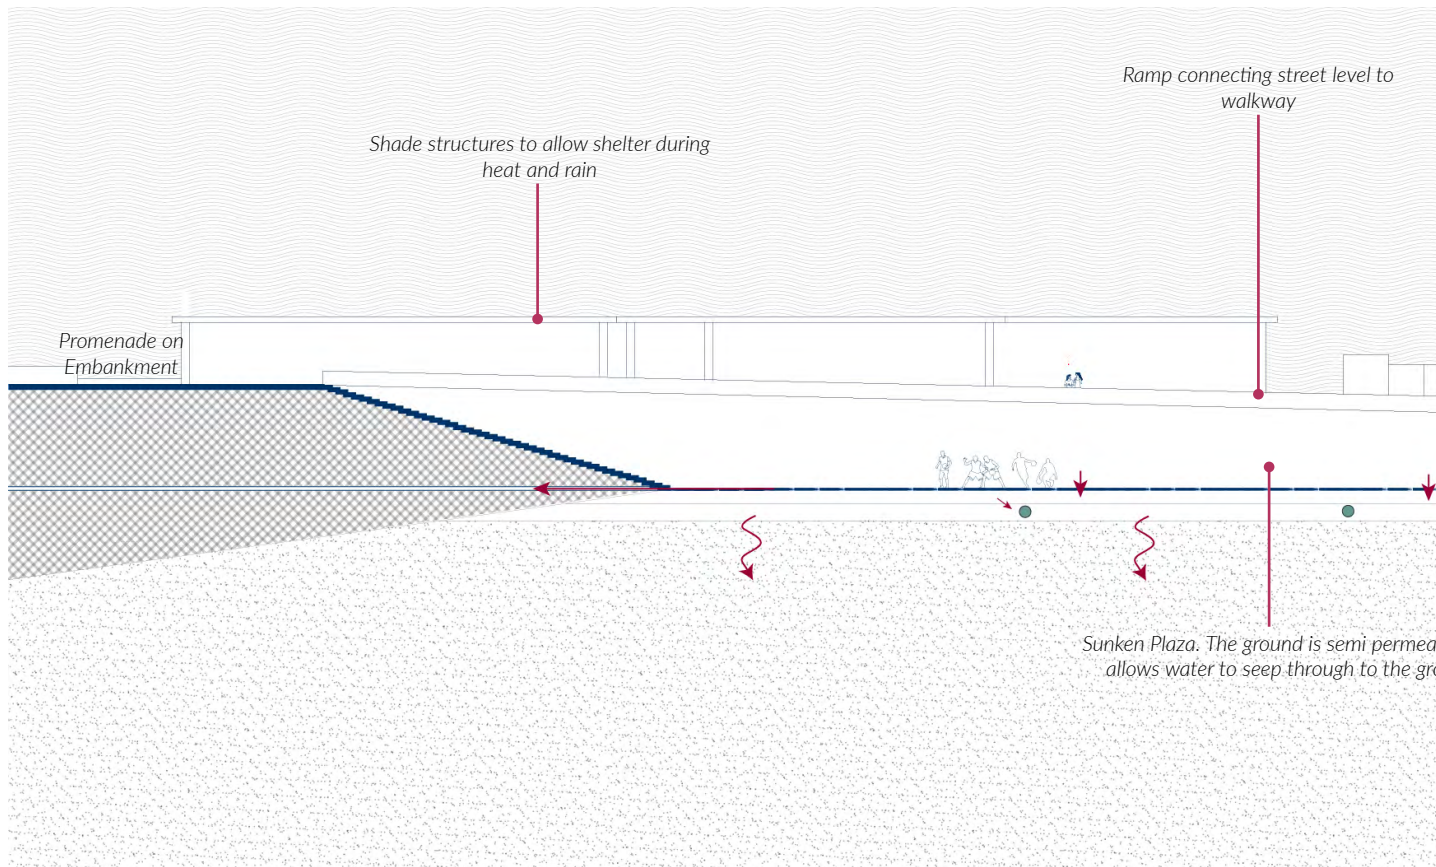 Ramp connecting street level to
walkway
Shade structures to allow shelter during
heat and rain
Promenade on
Embankment
Sunken Plaza. The ground is semi
allows water to seep through to the